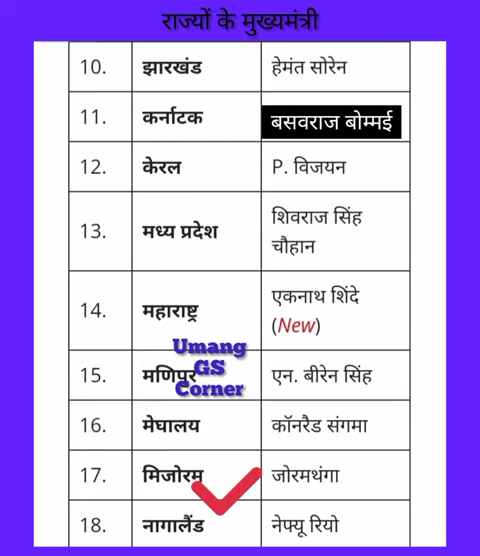 राज्यों के मुख्यमंत्री
10. झारखंड हेमंत सोरेन
11. कर्नाटक बसवराज बोम्मई
12. केरल P. विजयन
13. मध्य प्रदेश शिवराज सिंह
चौहान
14. महाराष्ट्र एकनाथ शिंदे
(New)
Umang
GS
Corner
15. मणिपुर एन. बीरेन सिंह
16. मेघालय कॉनरैड संगमा
17. मिजोरम जोरमथंगा
18. नागालैंड नेफ्यू रियो